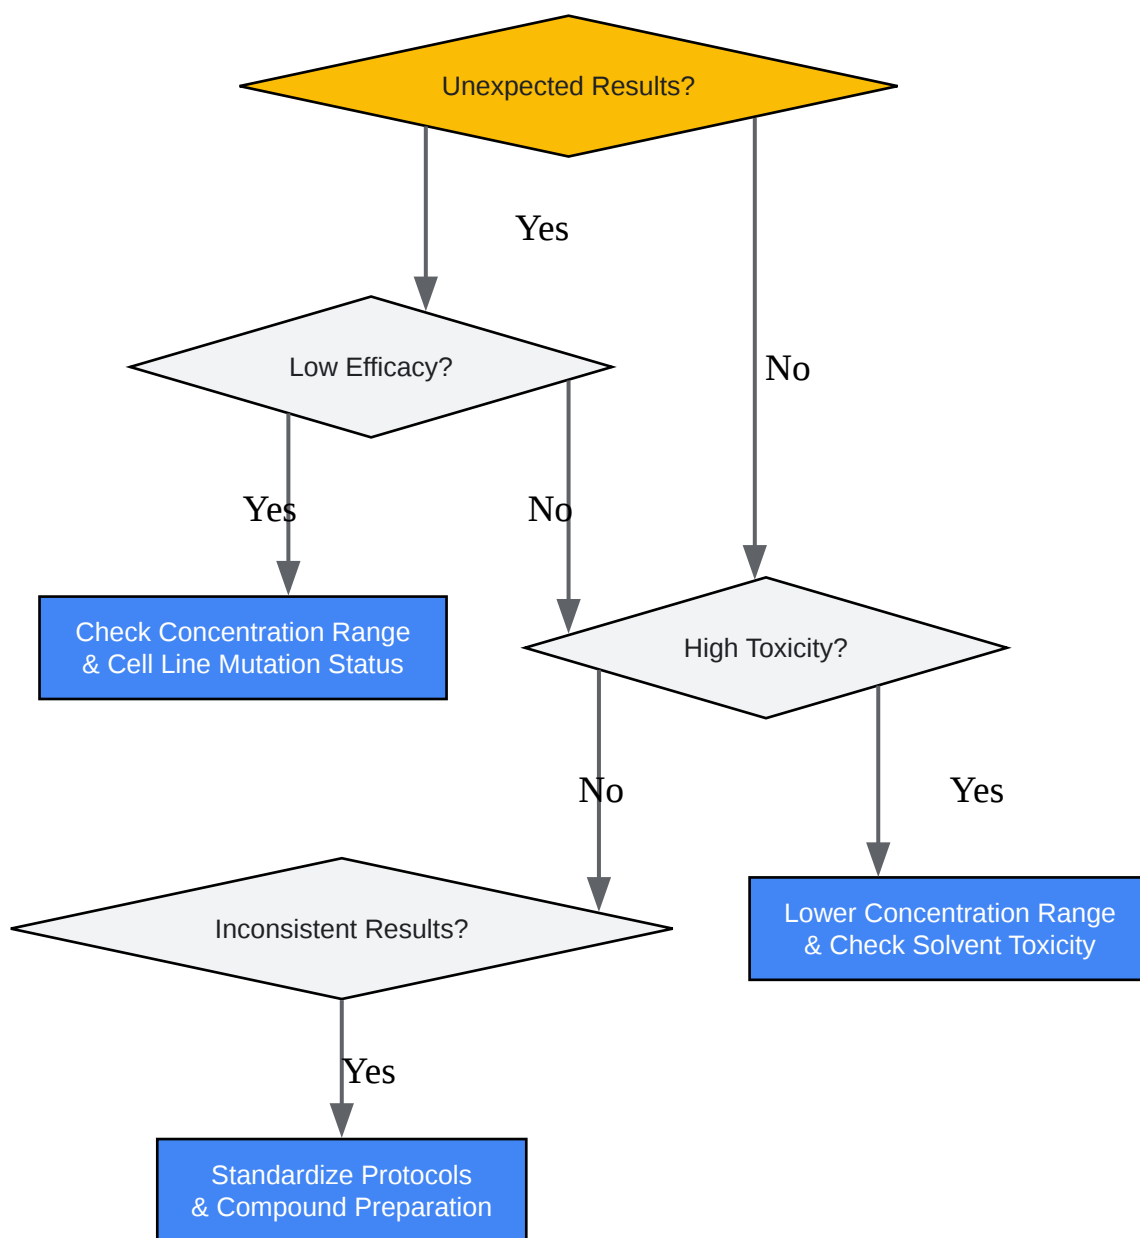 Unexpected Results?
Yes
Low Efficacy?
No
Yes
No
Check Concentration Range
& Cell Line Mutation Status
High Toxicity?
No
Yes
Lower Concentration Range
& Check Solvent Toxicity
Inconsistent Results?
Yes
Standardize Protocols
& Compound Preparation